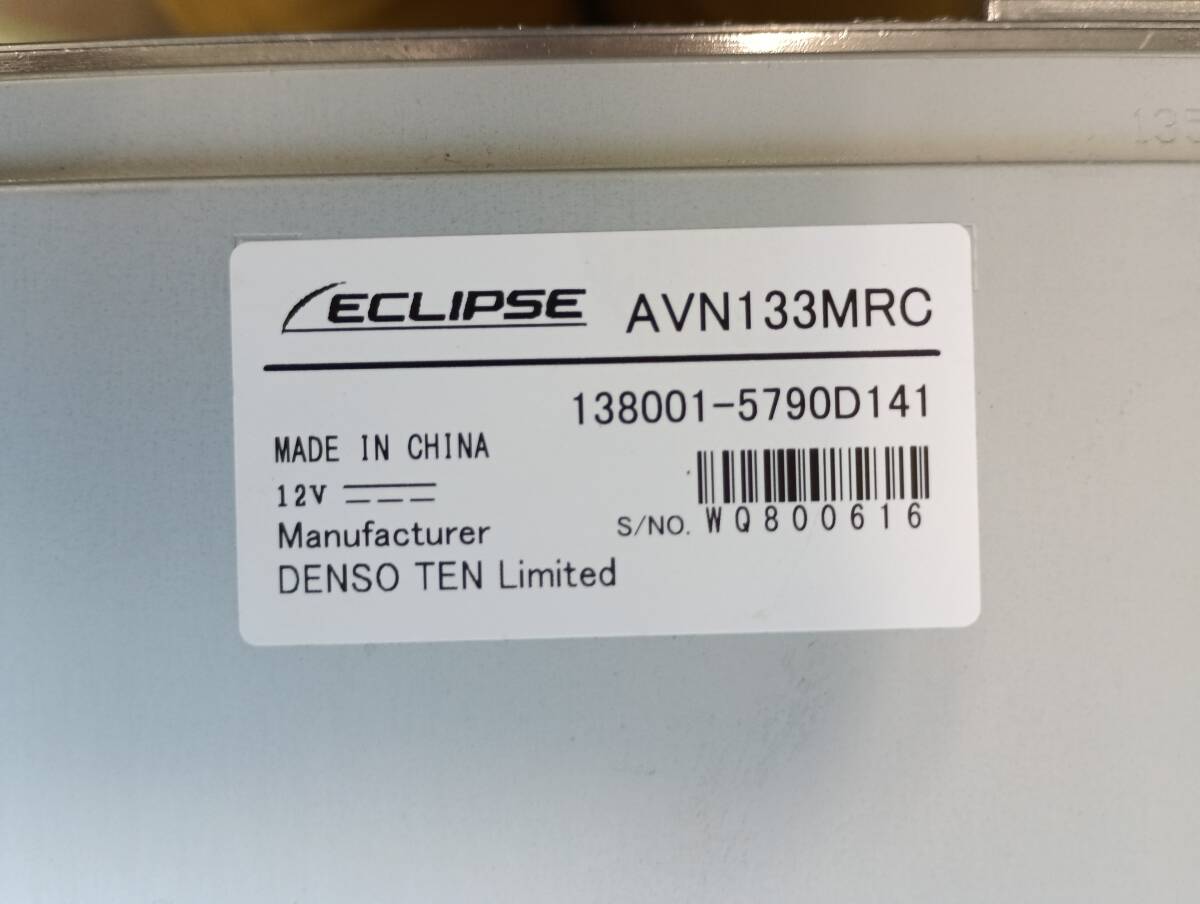 ECLIPSE AVN133MRC
138001-5790D141
MADE IN CHINA
12V
Manufacturer
S/NO. WQ800616
DENSO TEN Limited